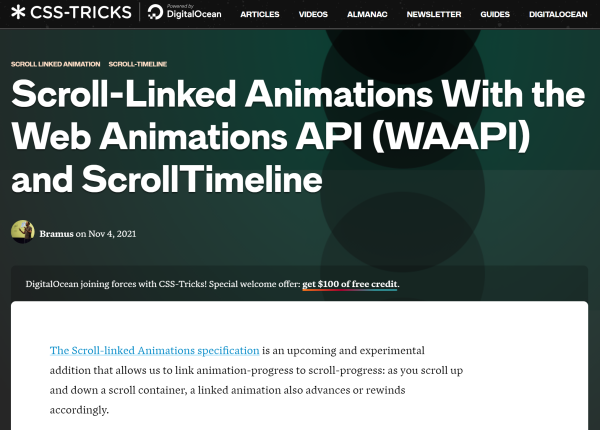 CSS-TRICKS Powered by DigitalOcean ARTICLES VIDEOS ALMANAC NEWSLETTER GUIDES DIGITALOCEAN
SCROLL LINKED ANIMATION SCROLL-TIMELINE
Scroll-Linked Animations With the
Web Animations API (WAAPI)
and ScrollTimeline
Bramus on Nov 4, 2021
DigitalOcean joining forces with CSS-Tricks! Special welcome offer: get $100 of free credit.
The Scroll-linked Animations specification is an upcoming and experimental
addition that allows us to link animation-progress to scroll-progress: as you scroll up
and down a scroll container, a linked animation also advances or rewinds
accordingly.